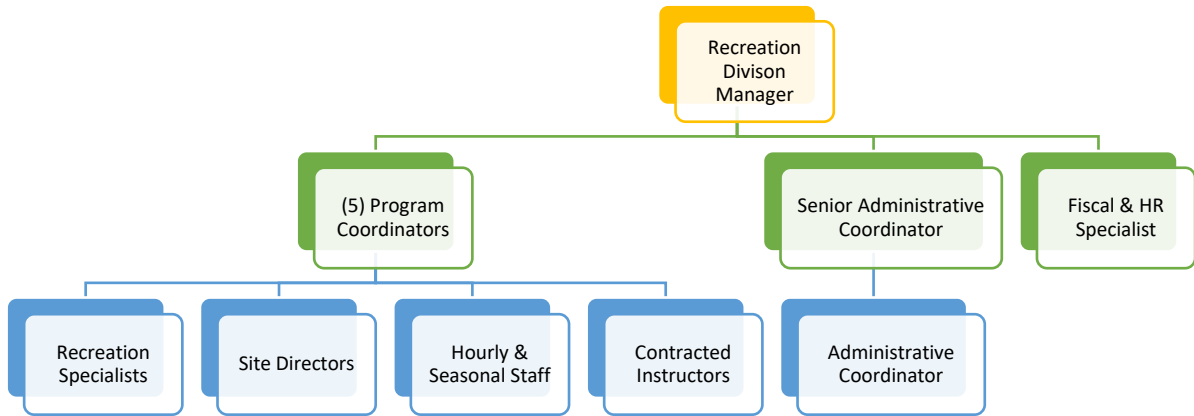 Recreation
Divison
Manager
(5) Program
Coordinators
Senior Administrative
Coordinator
Fiscal & HR
Specialist
Recreation
Specialists
Site Directors
Hourly &
Seasonal Staff
Contracted
Instructors
Administrative
Coordinator